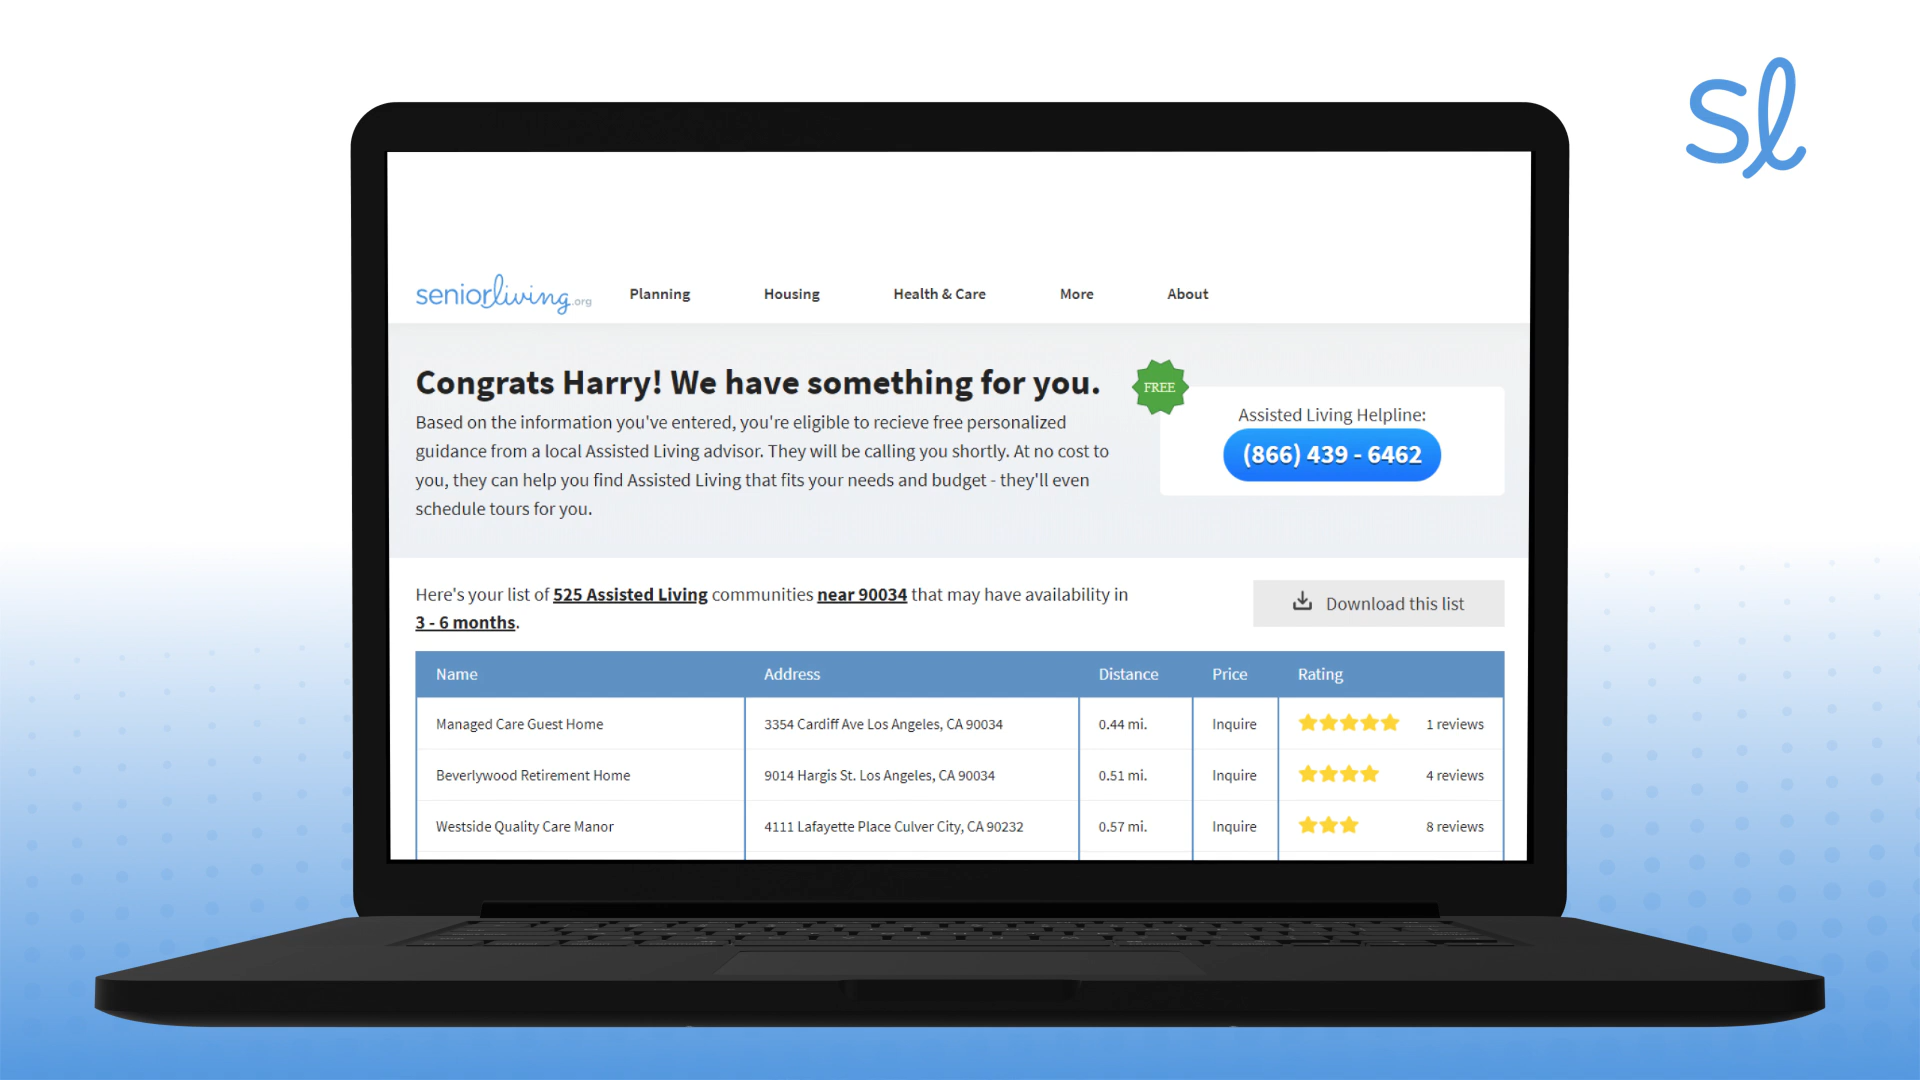 sl
seniorliving.org
Planning
Housing
Health & Care
More
About
Congrats Harry! We have something for you.
Based on the information you've entered, you're eligible to recieve free personalized
guidance from a local Assisted Living advisor. They will be calling you shortly. At no cost to
you, they can help you find Assisted Living that fits your needs and budget - they'll even
schedule tours for you.
FREE
Assisted Living Helpline:
(866) 439 - 6462
Here's your list of 525 Assisted Living communities near 90034 that may have availability in
3 - 6 months.
Download this list
Name Address Distance Price Rating
Managed Care Guest Home 3354 Cardiff Ave Los Angeles, CA 90034 0.44 mi. Inquire 1 reviews
Beverlywood Retirement Home 9014 Hargis St. Los Angeles, CA 90034 0.51 mi. Inquire 4 reviews
Westside Quality Care Manor 4111 Lafayette Place Culver City, CA 90232 0.57 mi. Inquire 8 reviews